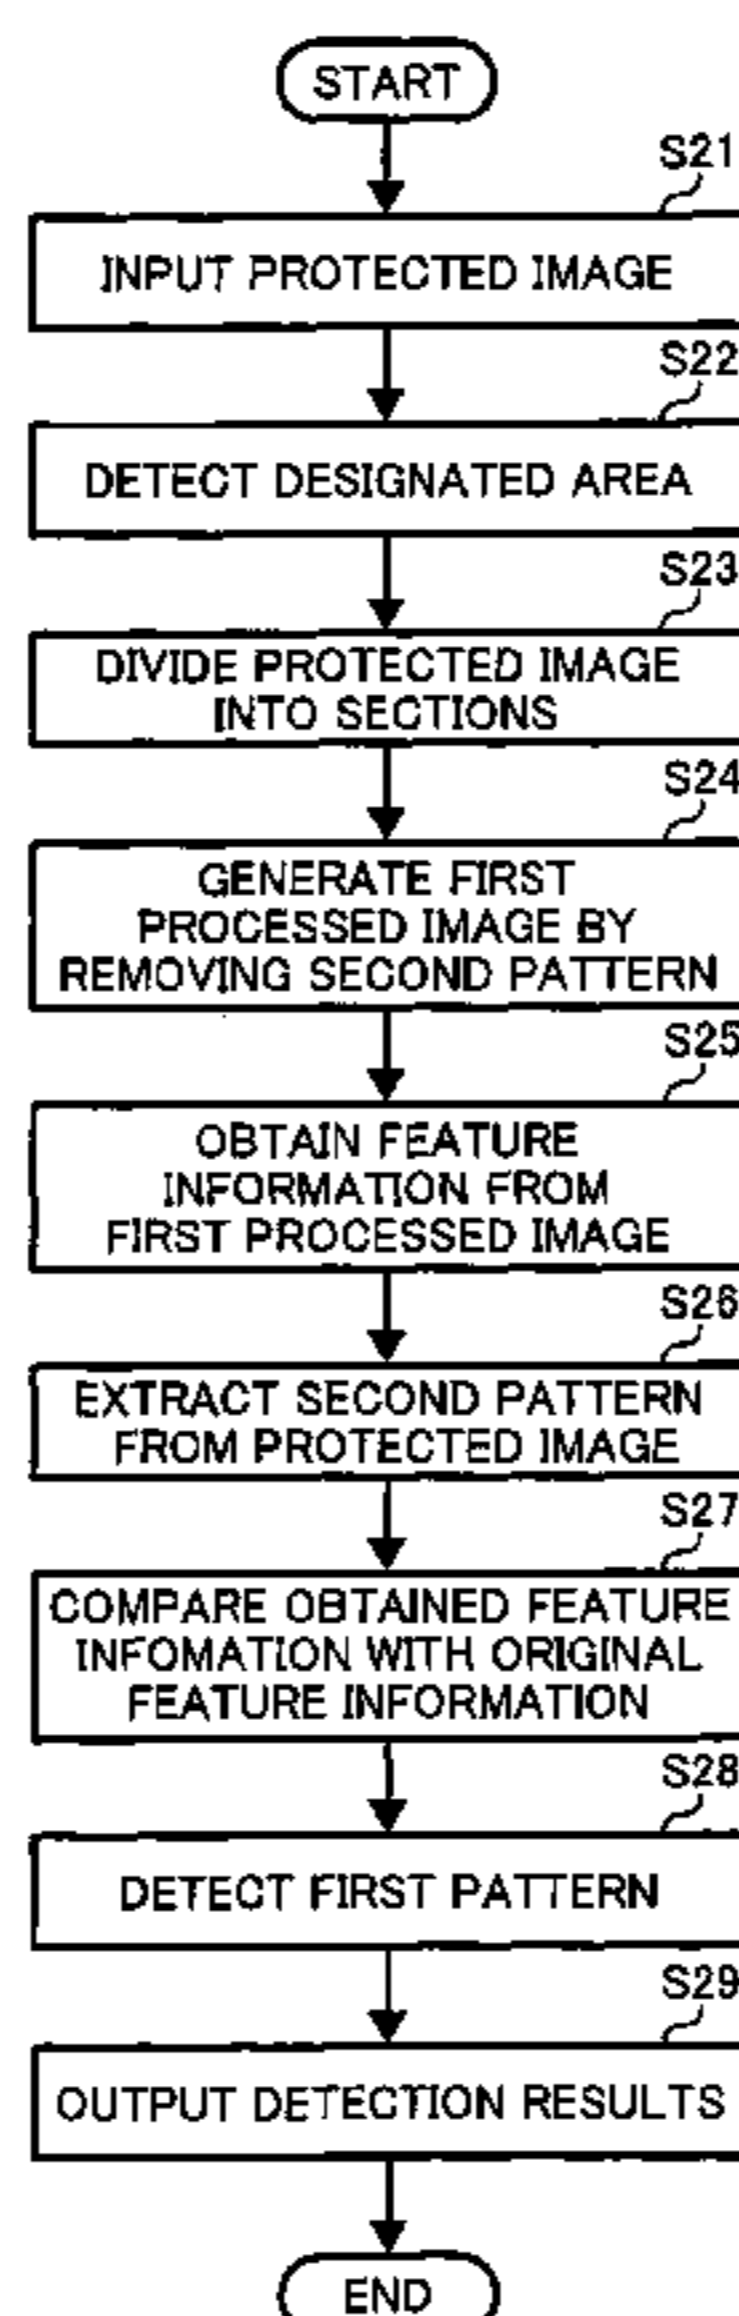 START
S21
INPUT PROTECTED IMAGE
S22
DETECT DESIGNATED AREA
S23
DIVIDE PROTECTED IMAGE
INTO SECTIONS
S24
GENERATE FIRST
PROCESSED IMAGE BY
REMOVING SECOND PATTERN
S25
OBTAIN FEATURE
INFORMATION FROM
FIRST PROCESSED IMAGE
S26
EXTRACT SECOND PATTERN
FROM PROTECTED IMAGE
S27
COMPARE OBTAINED FEATURE
INFOMATION WITH ORIGINAL
FEATURE INFORMATION
S28
DETECT FIRST PATTERN
S29
OUTPUT DETECTION RESULTS
END